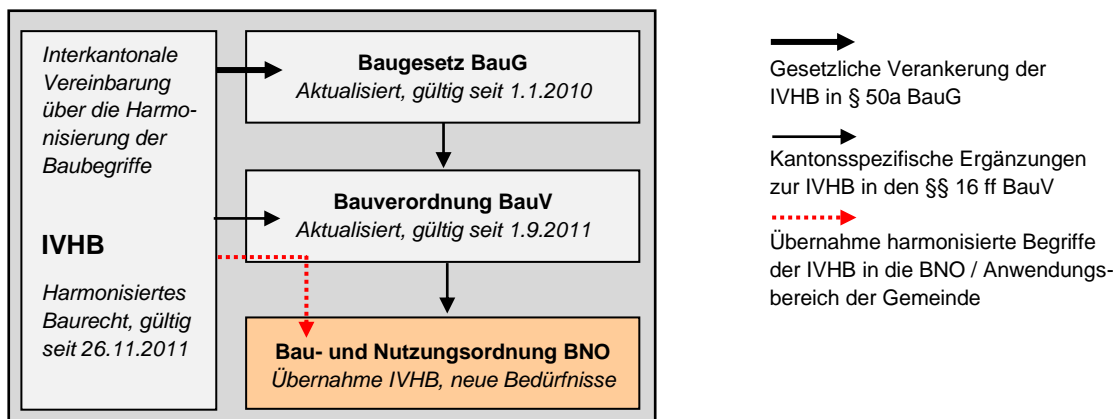 Interkantonale
Vereinbarung
über die Harmo-
nisierung der
Baubegriffe
IVHB
Harmonisiertes
Baurecht, gültig
seit 26.11.2011
Baugesetz BauG
Aktualisiert, gültig seit 1.1.2010
Bauverordnung BauV
Aktualisiert, gültig seit 1.9.2011
Bau- und Nutzungsordnung BNO
Übernahme IVHB, neue Bedürfnisse
Gesetzliche Verankerung der
IVHB in § 50a BauG
Kantonsspezifische Ergänzungen
zur IVHB in den §§ 16 ff BauV
Übernahme harmonisierte Begriffe
der IVHB in die BNO / Anwendungs-
bereich der Gemeinde